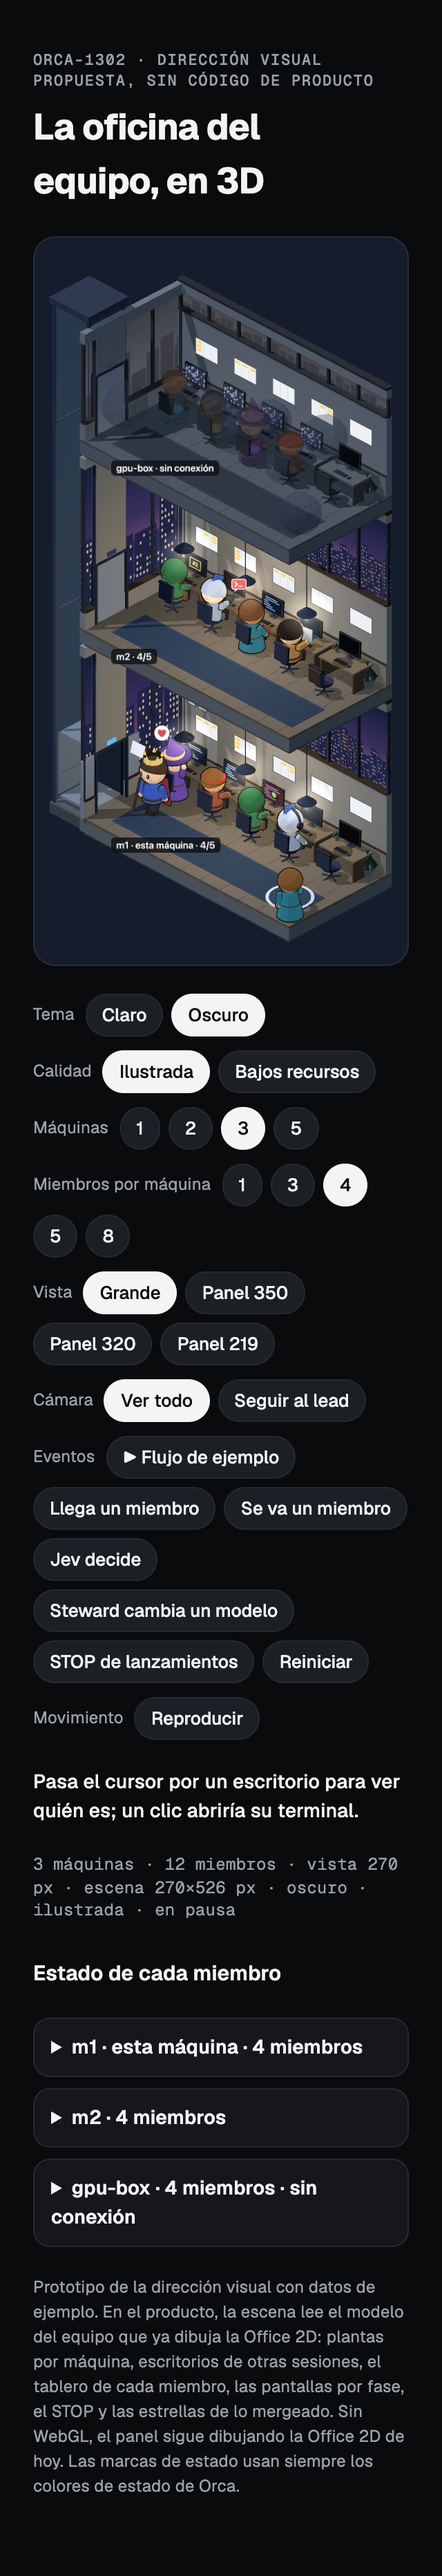 ORCA-1302 · DIRECCIÓN VISUAL
PROPUESTA, SIN CÓDIGO DE PRODUCTO
La oficina del
equipo, en 3D
gpu-box · sin conexión
m2 · 4/5
m1 · esta máquina · 4/5
Tema Claro Oscuro
Calidad Ilustrada Bajos recursos
Máquinas 1 2 3 5
Miembros por máquina 1 3 4
5 8
Vista Grande Panel 350
Panel 320 Panel 219
Cámara Ver todo Seguir al lead
Eventos ▶ Flujo de ejemplo
Llega un miembro Se va un miembro
Jev decide
Steward cambia un modelo
STOP de lanzamientos Reiniciar
Movimiento Reproducir
Pasa el cursor por un escritorio para ver
quién es; un clic abriría su terminal.
3 máquinas · 12 miembros · vista 270
px · escena 270×526 px · oscuro ·
ilustrada · en pausa
Estado de cada miembro
▶ m1 · esta máquina · 4 miembros
▶ m2 · 4 miembros
▶ gpu-box · 4 miembros · sin
conexión
Prototipo de la dirección visual con datos de
ejemplo. En el producto, la escena lee el modelo
del equipo que ya dibuja la Office 2D: plantas
por máquina, escritorios de otras sesiones, el
tablero de cada miembro, las pantallas por fase,
el STOP y las estrellas de lo mergeado. Sin
WebGL, el panel sigue dibujando la Office 2D de
hoy. Las marcas de estado usan siempre los
colores de estado de Orca.